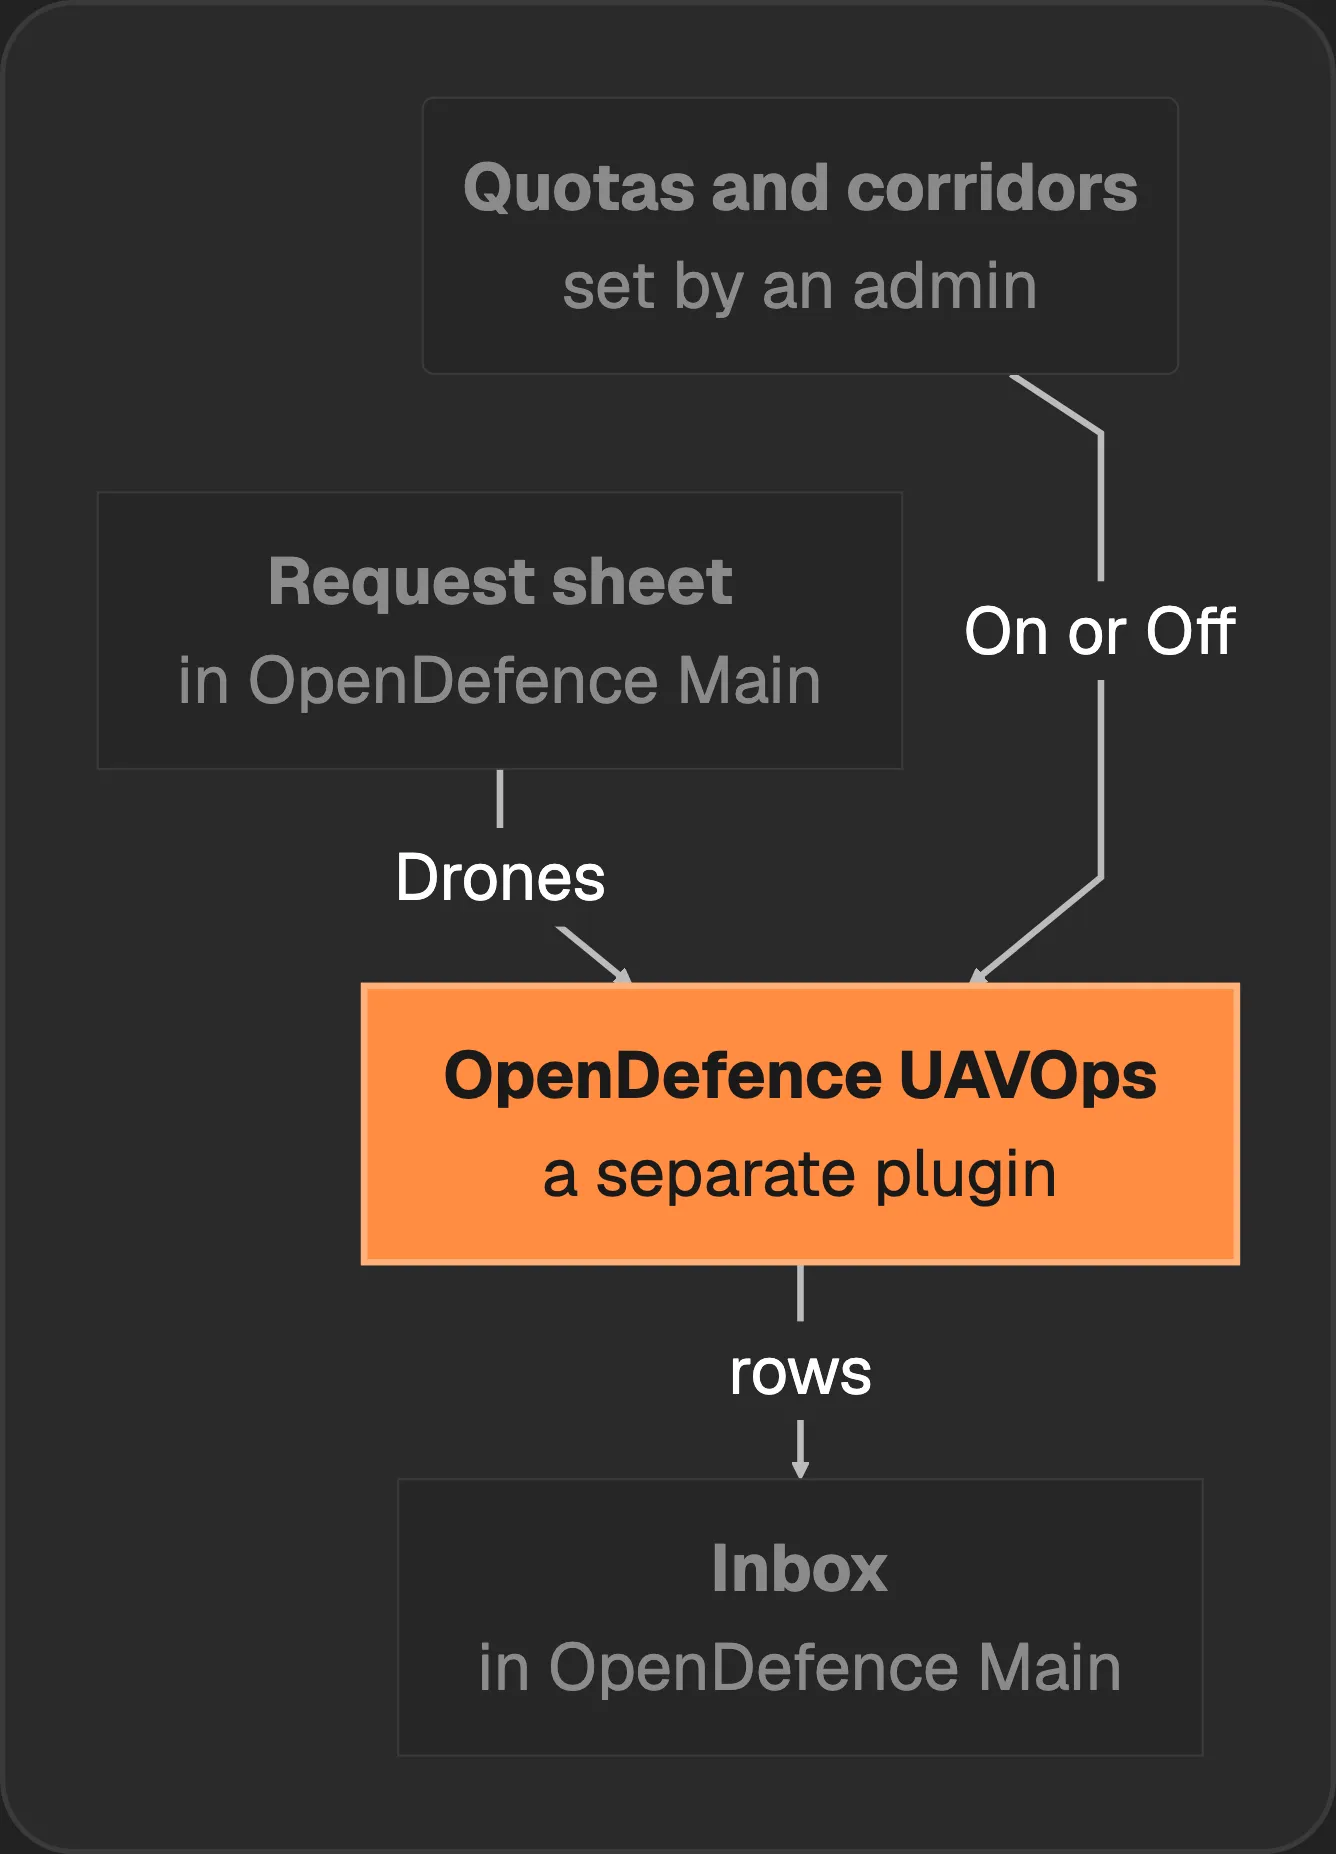 Quotas and corridors
set by an admin
Request sheet
in OpenDefence Main
On or Off
Drones
OpenDefence UAVOps
a separate plugin
rows
Inbox
in OpenDefence Main